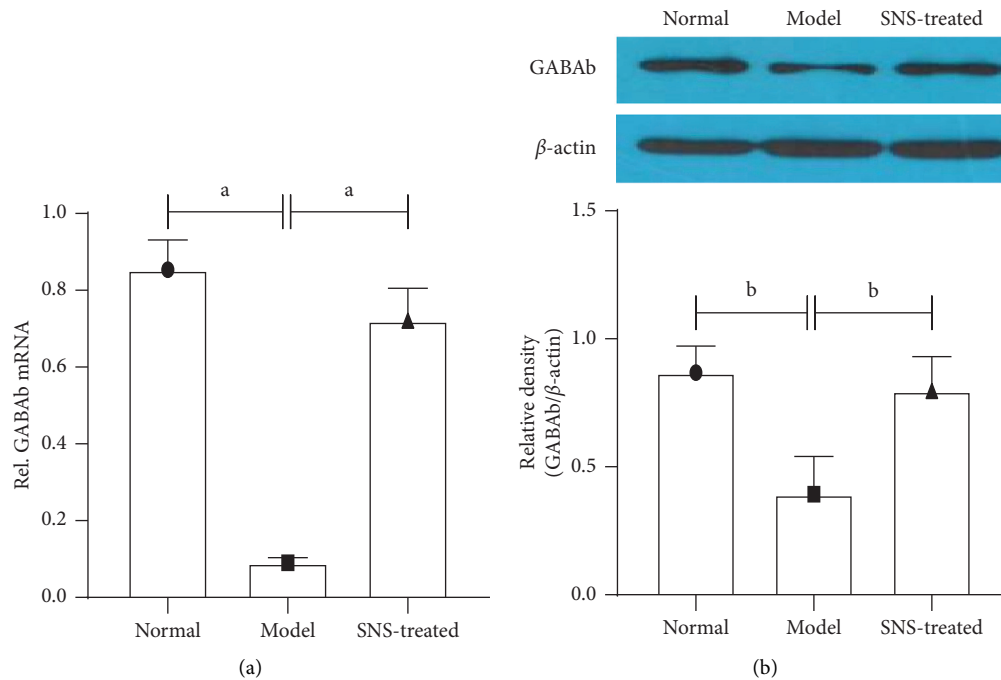 a
a
1.0
0.8
0.6
0.4
0.2
0.0
Rel. GABAb mRNA
Normal
Model
SNS-treated
(a)
Normal
Model
SNS-treated
GABAb
β-actin
1.5
1.0
0.5
0.0
b
b
Relative density
(GABAb/β-actin)
Normal
Model
SNS-treated
(b)